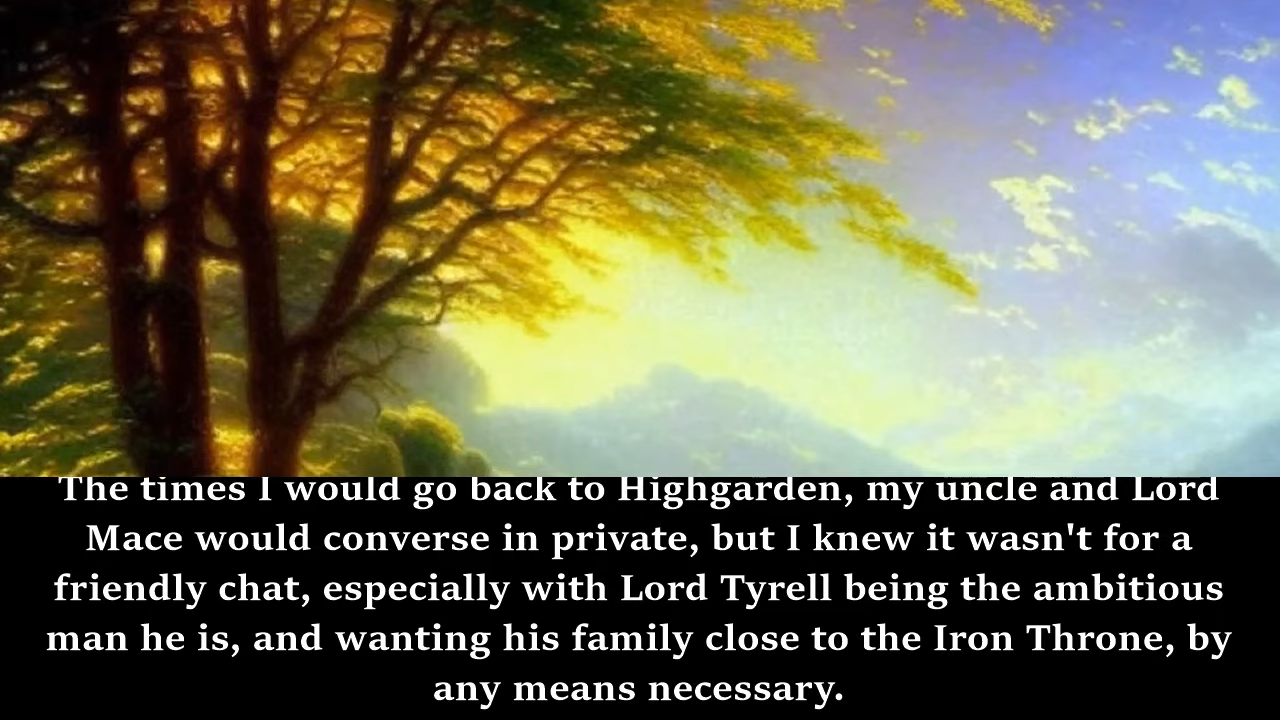 The times I would go back to Highgarden, my uncle and Lord
Mace would converse in private, but I knew it wasn't for a
friendly chat, especially with Lord Tyrell being the ambitious
man he is, and wanting his family close to the Iron Throne, by
any means necessary.